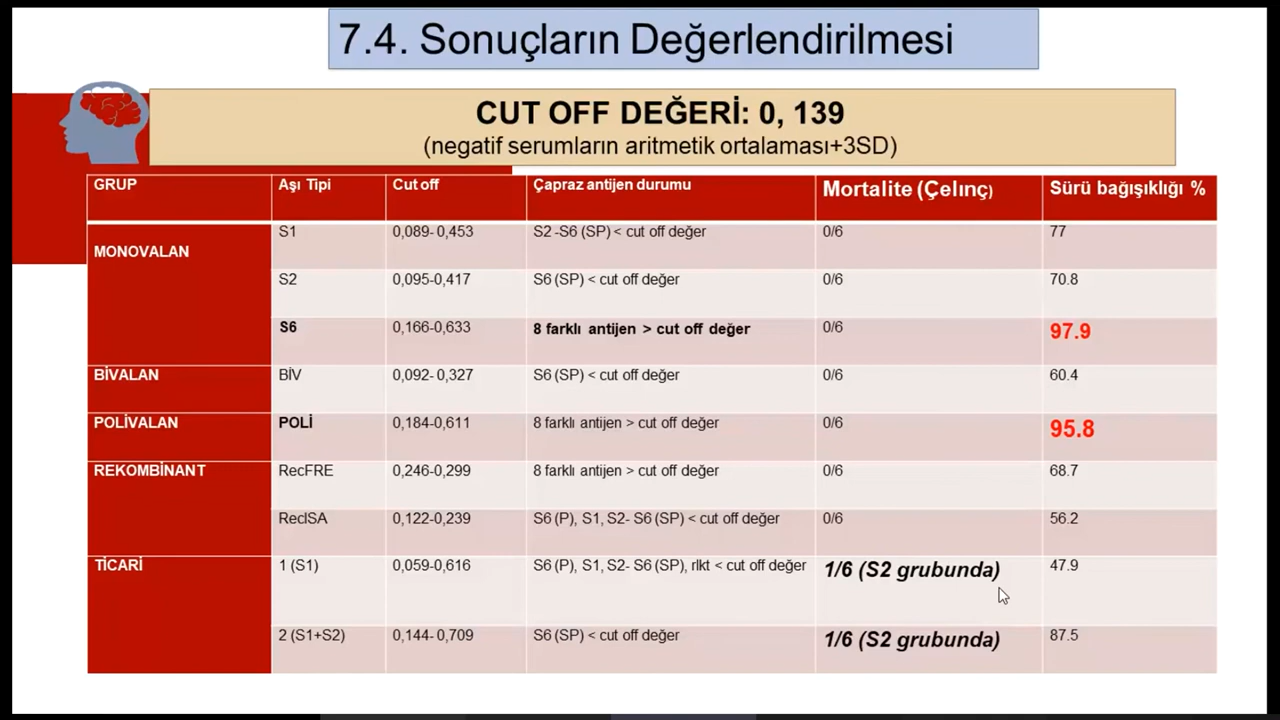 7.4. Sonuçların Değerlendirilmesi
CUT OFF DEĞERİ: 0, 139
(negatif serumların aritmetik ortalaması+3SD)
GRUP Aşı Tipi Cut off Çapraz antijen durumu Mortalite (Çelınç) Sürü bağışıklığı %
MONOVALAN S1 0,089- 0,453 S2 -S6 (SP) < cut off değer 0/6 77
S2 0,095-0,417 S6 (SP) < cut off değer 0/6 70.8
S6 0,166-0,633 8 farklı antijen > cut off değer 0/6 97.9
BİVALAN BİV 0,092- 0,327 S6 (SP) < cut off değer 0/6 60.4
POLİVALAN POLİ 0,184-0,611 8 farklı antijen > cut off değer 0/6 95.8
REKOMBİNANT RecFRE 0,246-0,299 8 farklı antijen > cut off değer 0/6 68.7
RecISA 0,122-0,239 S6 (P), S1, S2- S6 (SP) < cut off değer 0/6 56.2
TİCARİ 1 (S1) 0,059-0,616 S6 (P), S1, S2- S6 (SP), rlkt < cut off değer 1/6 (S2 grubunda) 47.9
2 (S1+S2) 0,144- 0,709 S6 (SP) < cut off değer 1/6 (S2 grubunda) 87.5